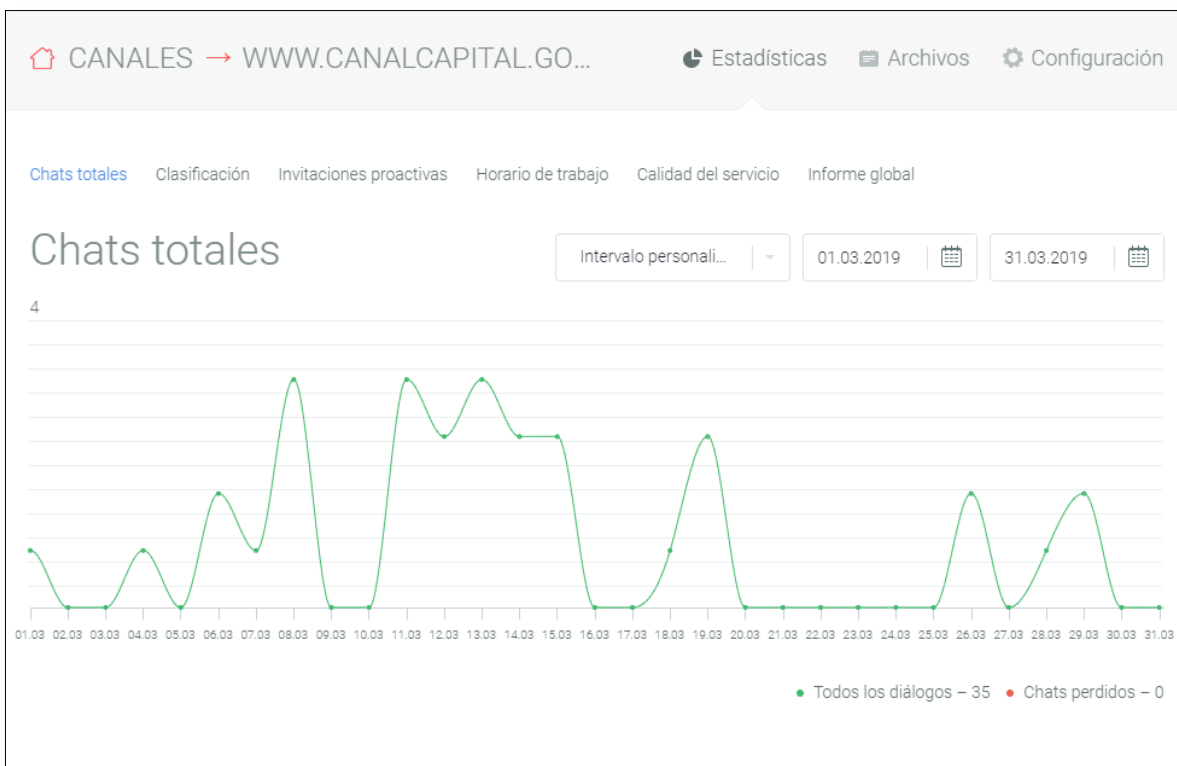 CANALES → WWW.CANALCAPITAL.GO... Estadísticas Archivos Configuración
Chats totales Clasificación Invitaciones proactivas Horario de trabajo Calidad del servicio Informe global
Chats totales Intervalo personali... 01.03.2019 31.03.2019
4
01.03 02.03 03.03 04.03 05.03 06.03 07.03 08.03 09.03 10.03 11.03 12.03 13.03 14.03 15.03 16.03 17.03 18.03 19.03 20.03 21.03 22.03 23.03 24.03 25.03 26.03 27.03 28.03 29.03 30.03 31.03
Todos los diálogos – 35 Chats perdidos – 0